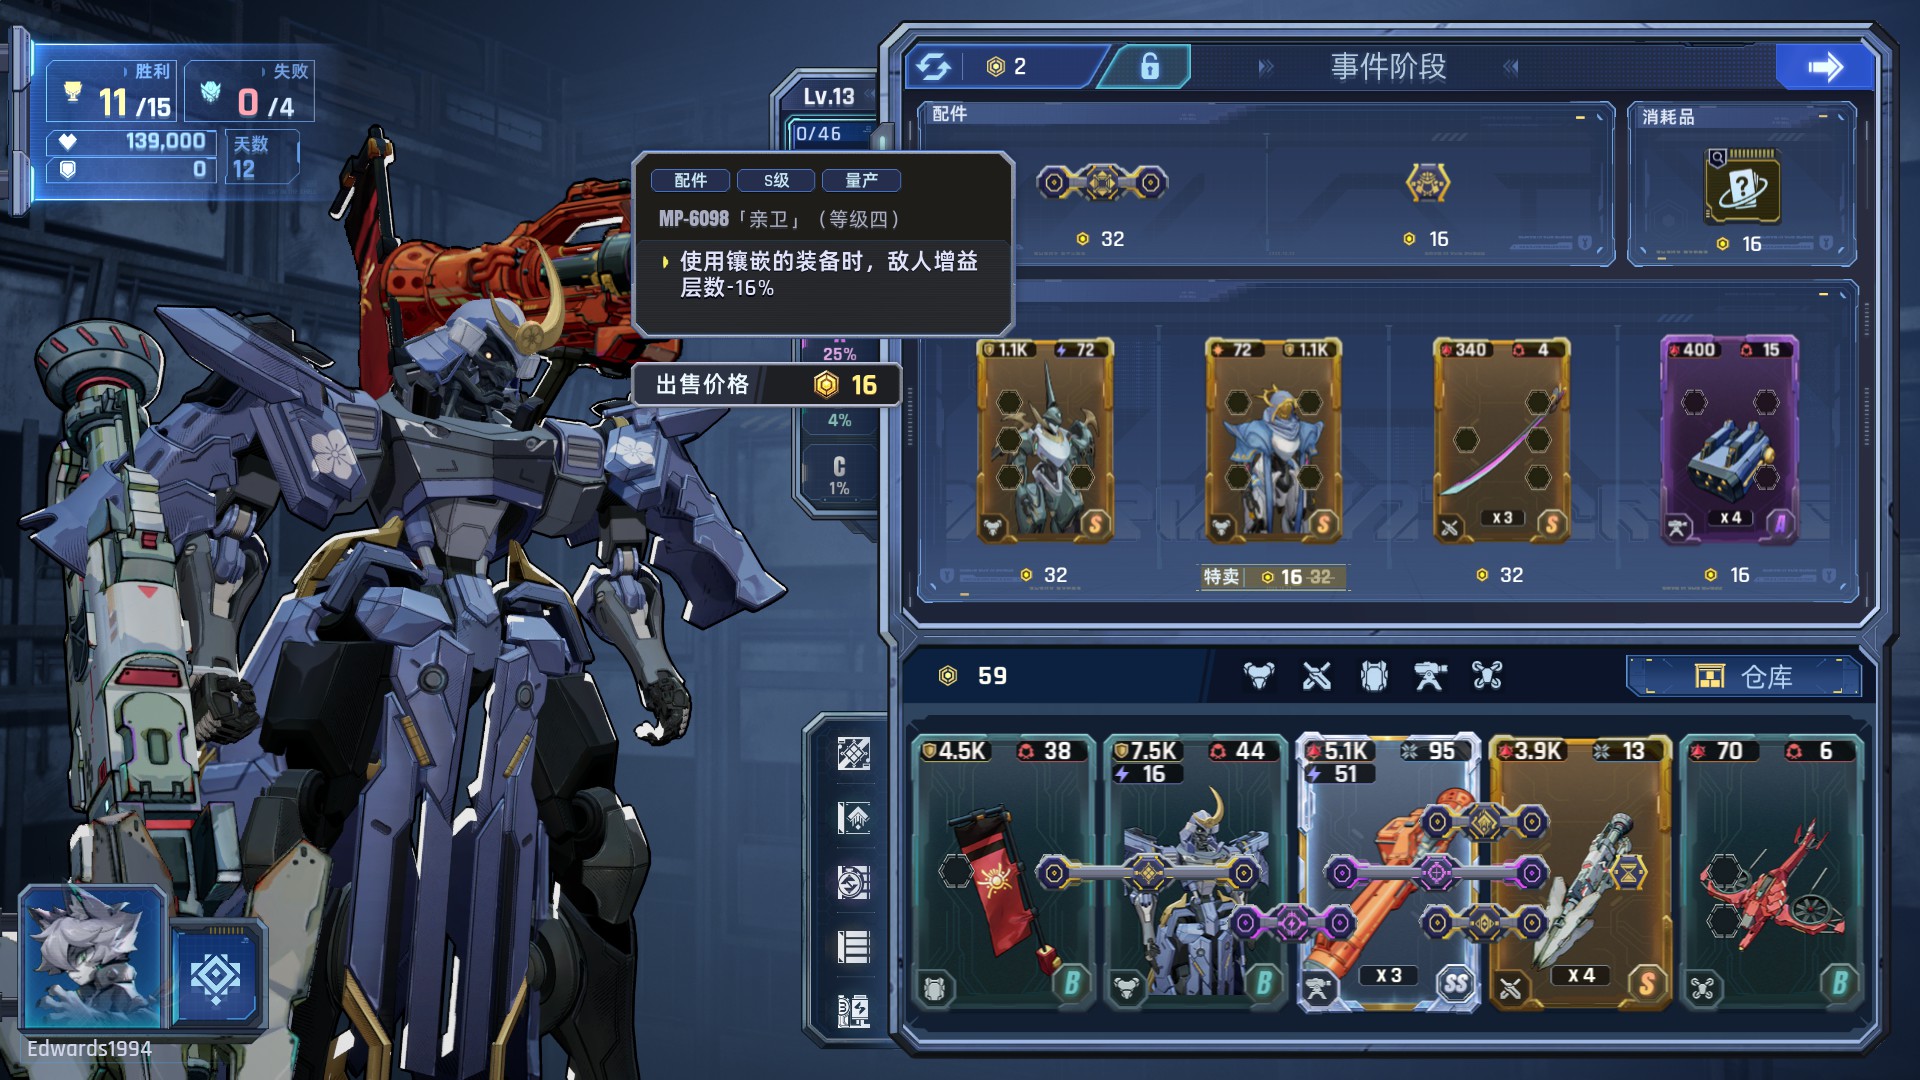 胜利
11/15
失败
0/4
139,000
0
天数
12
Lv.13
0/46
2
事件阶段
配件
32
16
消耗品
16
配件
S级
量产
MP-6098「亲卫」（等级四）
使用镶嵌的装备时，敌人增益
层数-16%
25%
出售价格
16
4%
C
1%
1.1K
72
S
32
72
1.1K
S
特卖
16 32
340
4
x3
S
32
400
15
x4
A
16
59
仓库
4.5K
38
B
7.5K
44
16
B
5.1K
95
51
x3
SS
3.9K
13
x4
S
70
6
B
Edwards1994